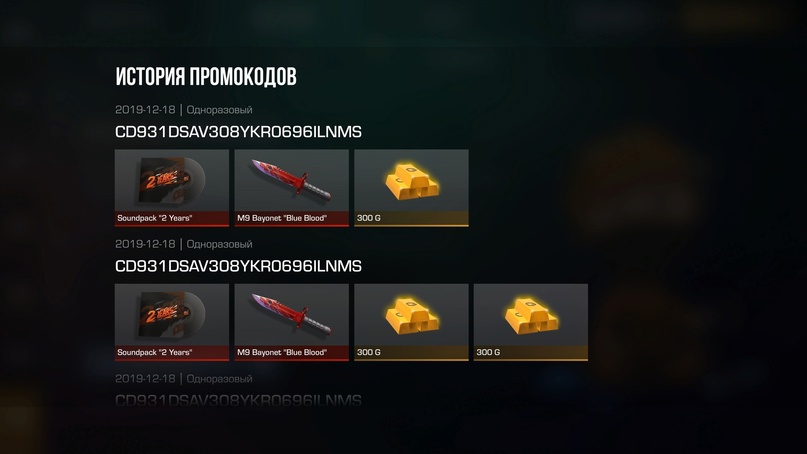 ИСТОРИЯ ПРОМОКОДОВ
2019-12-18 | Одноразовый
CD931DSAV308YKR0696ILNMS
Soundpack "2 Years"
M9 Bayonet "Blue Blood"
300 G
2019-12-18 | Одноразовый
CD931DSAV308YKR0696ILNMS
Soundpack "2 Years"
M9 Bayonet "Blue Blood"
300 G
300 G
2019-12-18 | Одноразовый
CD931DSAV308YKR0696ILNMS